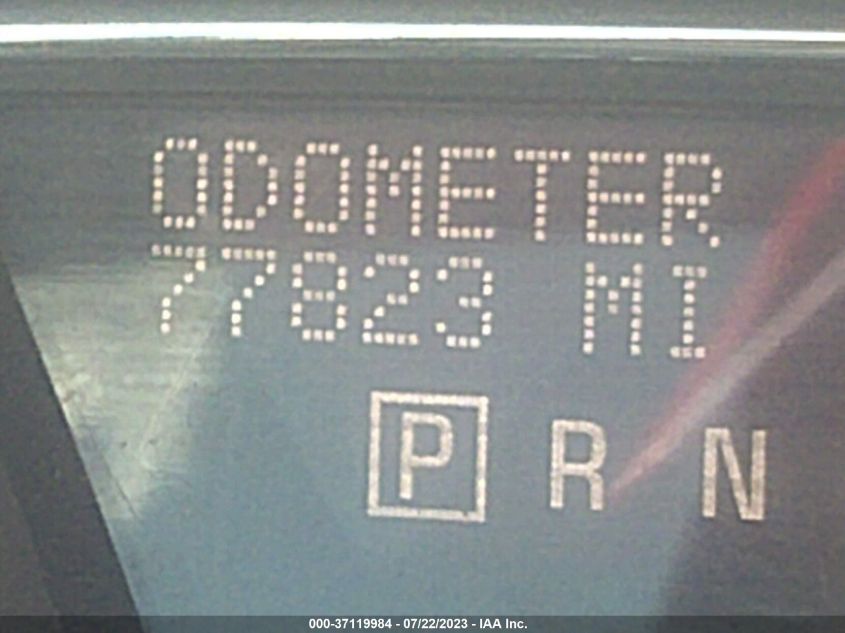 ODOMETER
77823 MI
P R N
000-37119984 - 07/22/2023 - IAA Inc.